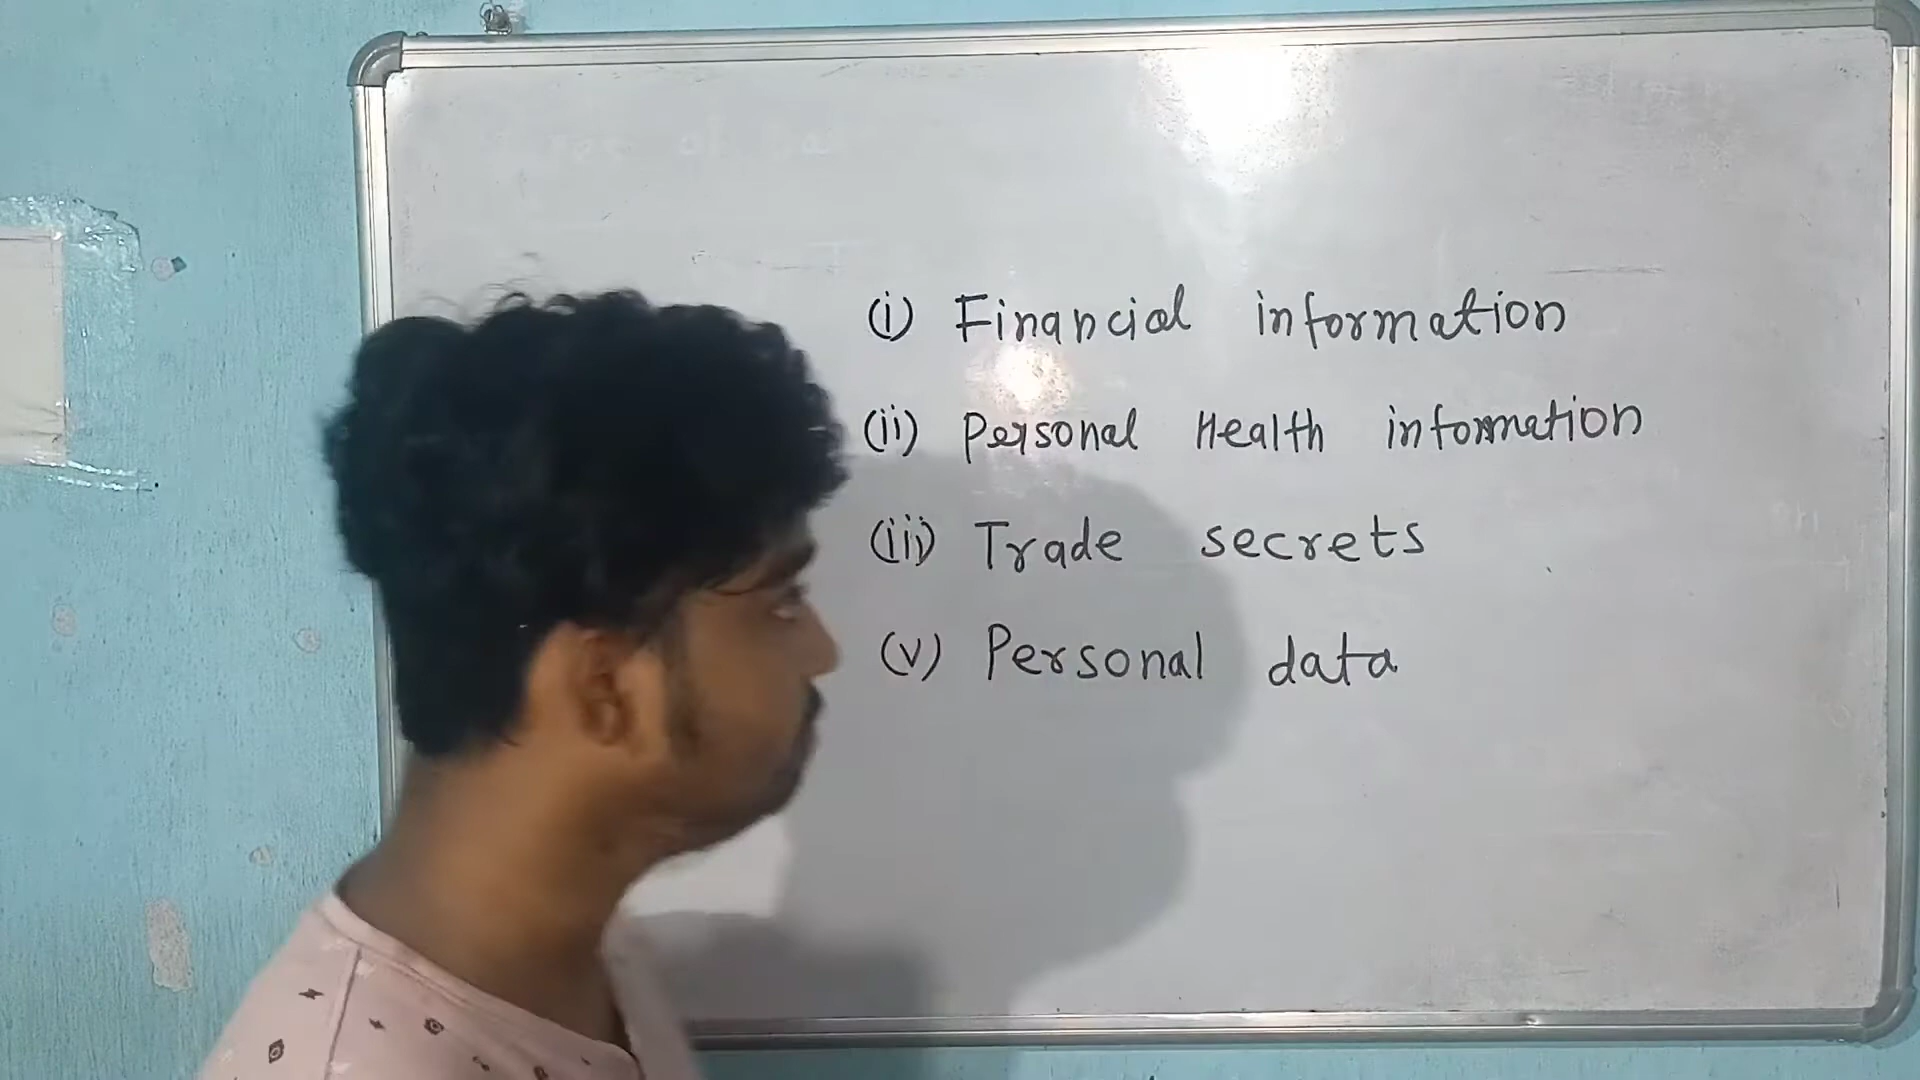 (i) Financial information
(ii) Personal Health information
(iii) Trade secrets
(v) Personal data